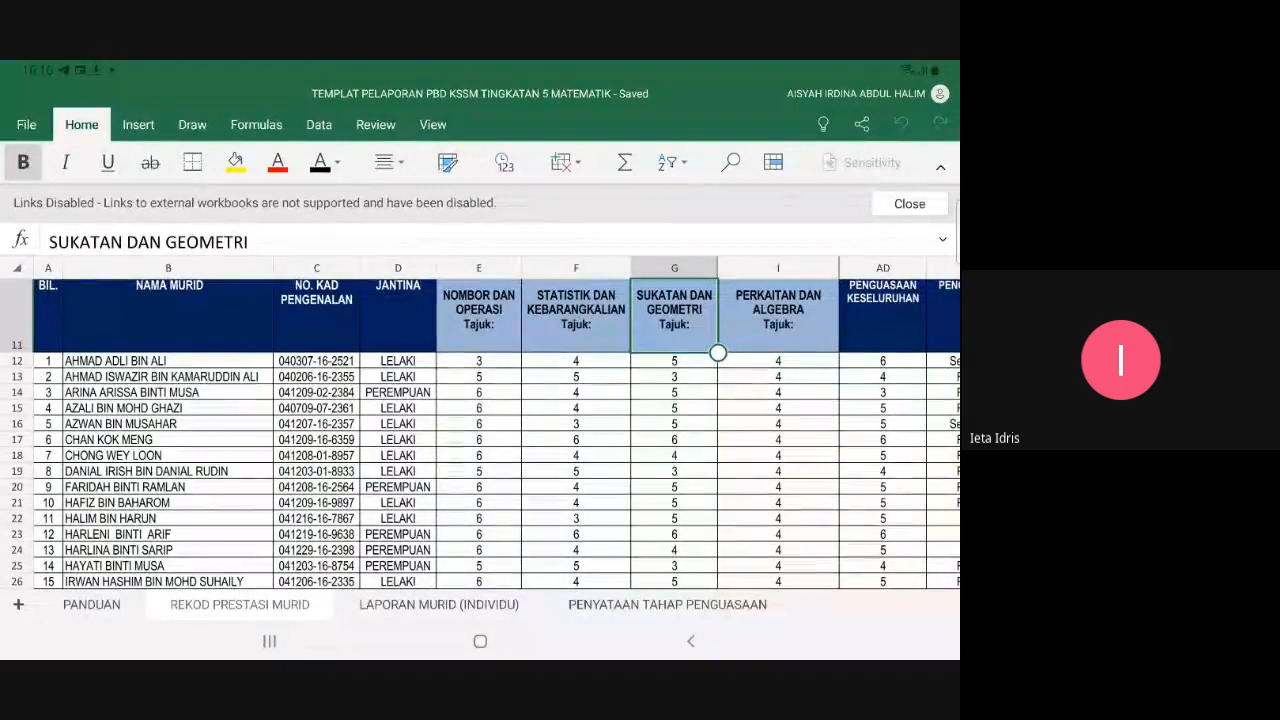 16:16
TEMPLAT PELAPORAN PBD KSSM TINGKATAN 5 MATEMATIK - Saved
AISYAH IRDINA ABDUL HALIM
File Home Insert Draw Formulas Data Review View
B I U ab A A 123 Σ Sensitivity
Links Disabled - Links to external workbooks are not supported and have been disabled. Close
fx SUKATAN DAN GEOMETRI
A B C D E F G I AD
11 BIL. NAMA MURID NO. KAD PENGENALAN JANTINA NOMBOR DAN OPERASI Tajuk: STATISTIK DAN KEBARANGKALIAN Tajuk: SUKATAN DAN GEOMETRI Tajuk: PERKAITAN DAN ALGEBRA Tajuk: PENGUASAAN KESELURUHAN
12 1 AHMAD ADLI BIN ALI 040307-16-2521 LELAKI 3 4 5 4 6 Se
13 2 AHMAD ISWAZIR BIN KAMARUDDIN ALI 040206-16-2355 LELAKI 5 5 3 4 4
14 3 ARINA ARISSA BINTI MUSA 041209-02-2384 PEREMPUAN 6 4 5 4 3
15 4 AZALI BIN MOHD GHAZI 040709-07-2361 LELAKI 6 4 5 4 5
16 5 AZWAN BIN MUSAHAR 041207-16-2357 LELAKI 6 3 5 4 5 Se
17 6 CHAN KOK MENG 041209-16-6359 LELAKI 6 6 6 4 6
18 7 CHONG WEY LOON 041208-01-8957 LELAKI 6 4 4 4 5
19 8 DANIAL IRISH BIN DANIAL RUDIN 041203-01-8933 LELAKI 5 5 3 4 4
20 9 FARIDAH BINTI RAMLAN 041208-16-2564 PEREMPUAN 6 4 5 4 5
21 10 HAFIZ BIN BAHAROM 041209-16-9897 LELAKI 6 4 5 4 5
22 11 HALIM BIN HARUN 041216-16-7867 LELAKI 6 3 5 4 5
23 12 HARLENI BINTI ARIF 041219-16-9638 PEREMPUAN 6 6 6 4 6
24 13 HARLINA BINTI SARIP 041229-16-2398 PEREMPUAN 6 4 4 4 5
25 14 HAYATI BINTI MUSA 041203-16-8754 PEREMPUAN 5 5 3 4 4
26 15 IRWAN HASHIM BIN MOHD SUHAILY 041206-16-2335 LELAKI 6 4 5 4 5
+ PANDUAN REKOD PRESTASI MURID LAPORAN MURID (INDIVIDU) PENYATAAN TAHAP PENGUASAAN
I
Ieta Idris